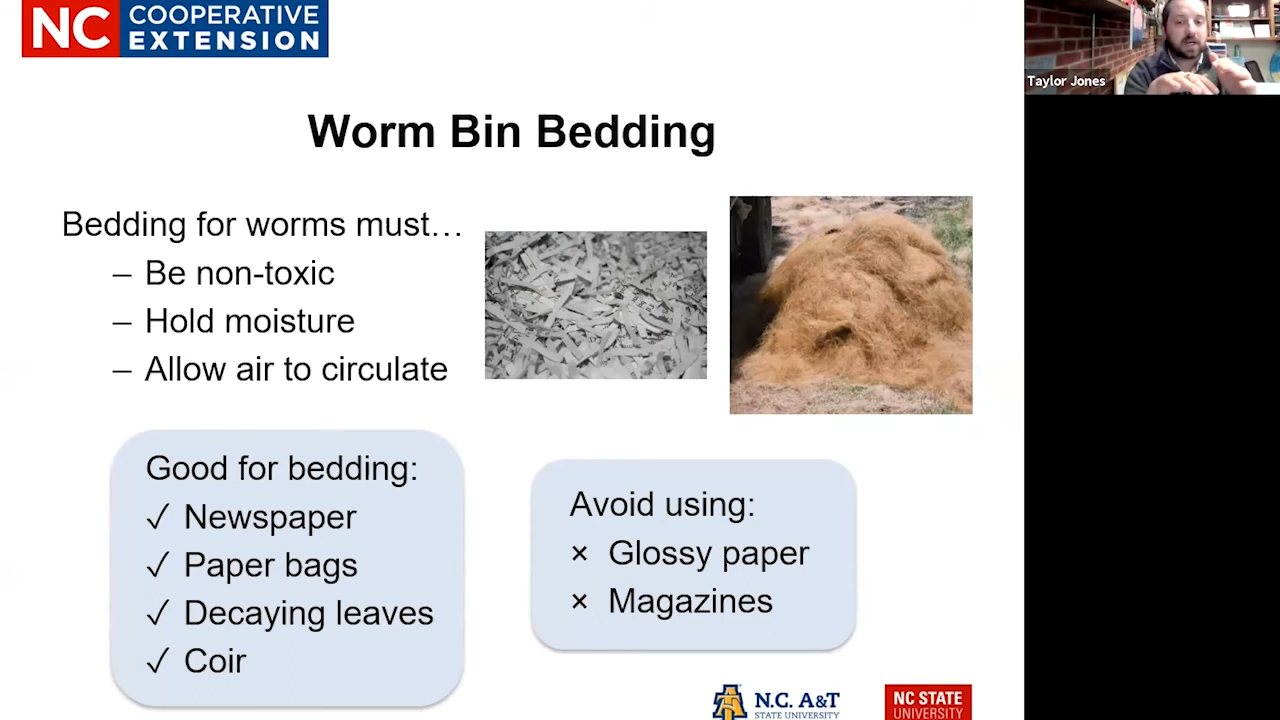 NC COOPERATIVE
EXTENSION
Taylor Jones
Worm Bin Bedding
Bedding for worms must…
– Be non-toxic
– Hold moisture
– Allow air to circulate
Good for bedding:
✓ Newspaper
✓ Paper bags
✓ Decaying leaves
✓ Coir
Avoid using:
× Glossy paper
× Magazines
N.C. A&T
STATE UNIVERSITY
NC STATE
UNIVERSITY